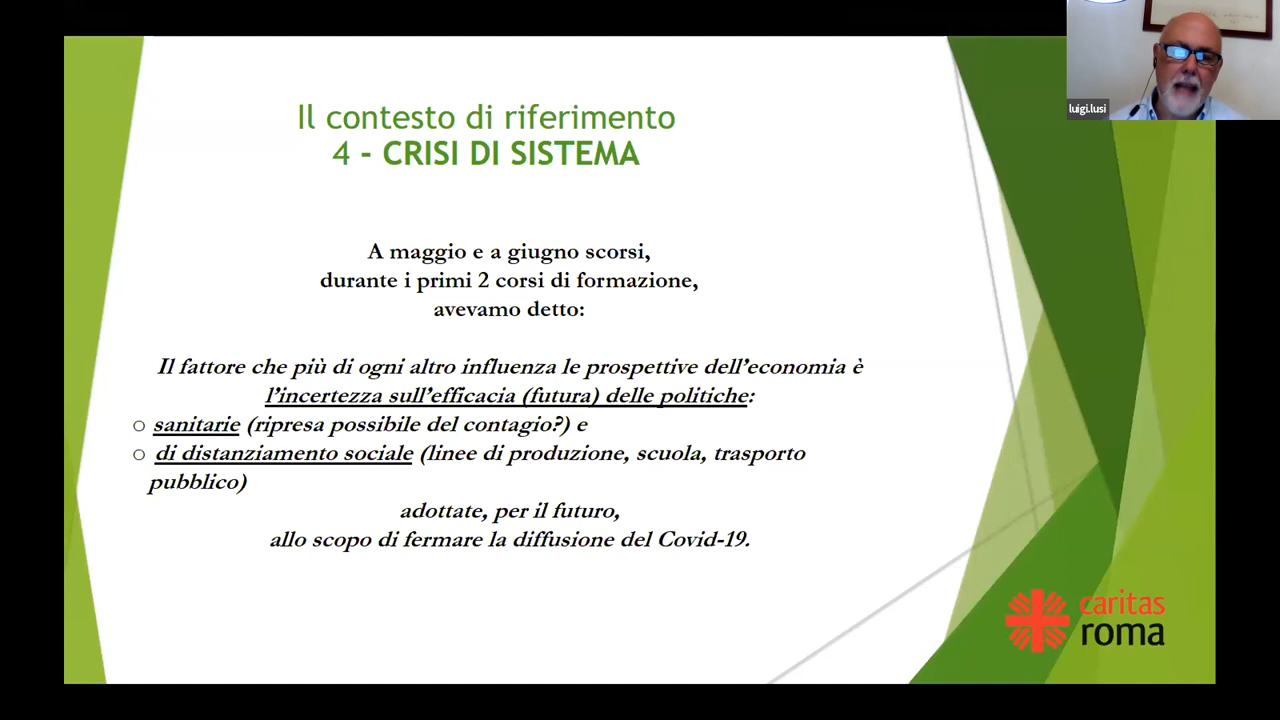 luigi.lusi
Il contesto di riferimento
4 - CRISI DI SISTEMA
A maggio e a giugno scorsi,
durante i primi 2 corsi di formazione,
avevamo detto:
Il fattore che più di ogni altro influenza le prospettive dell'economia è
l'incertezza sull'efficacia (futura) delle politiche:
o sanitarie (ripresa possibile del contagio?) e
o di distanziamento sociale (linee di produzione, scuola, trasporto
pubblico)
adottate, per il futuro,
allo scopo di fermare la diffusione del Covid-19.
caritas
roma